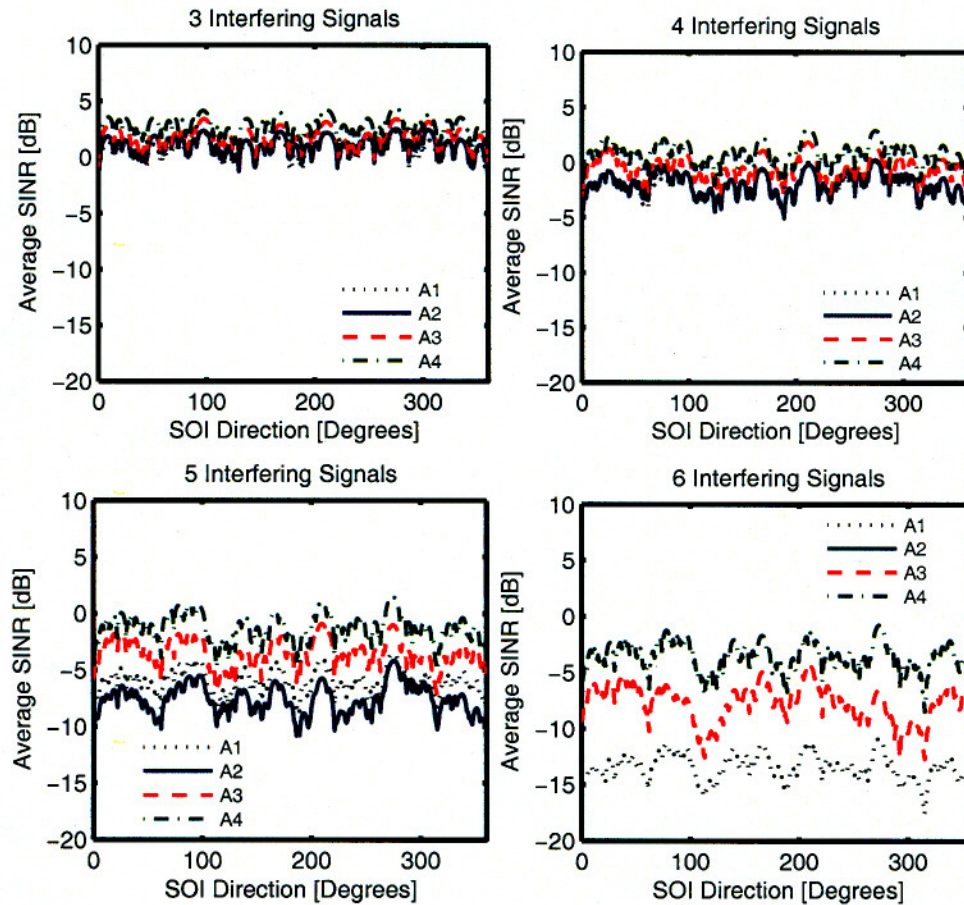 3 Interfering Signals
10
5
0
−5
−10
−15
−20
Average SINR [dB]
A1
A2
A3
A4
0
100
200
300
SOI Direction [Degrees]
4 Interfering Signals
10
5
0
−5
−10
−15
−20
Average SINR [dB]
A1
A2
A3
A4
0
100
200
300
SOI Direction [Degrees]
5 Interfering Signals
10
5
0
−5
−10
−15
−20
Average SINR [dB]
A1
A2
A3
A4
0
100
200
300
SOI Direction [Degrees]
6 Interfering Signals
10
5
0
−5
−10
−15
−20
Average SINR [dB]
A1
A2
A3
A4
0
100
200
300
SOI Direction [Degrees]